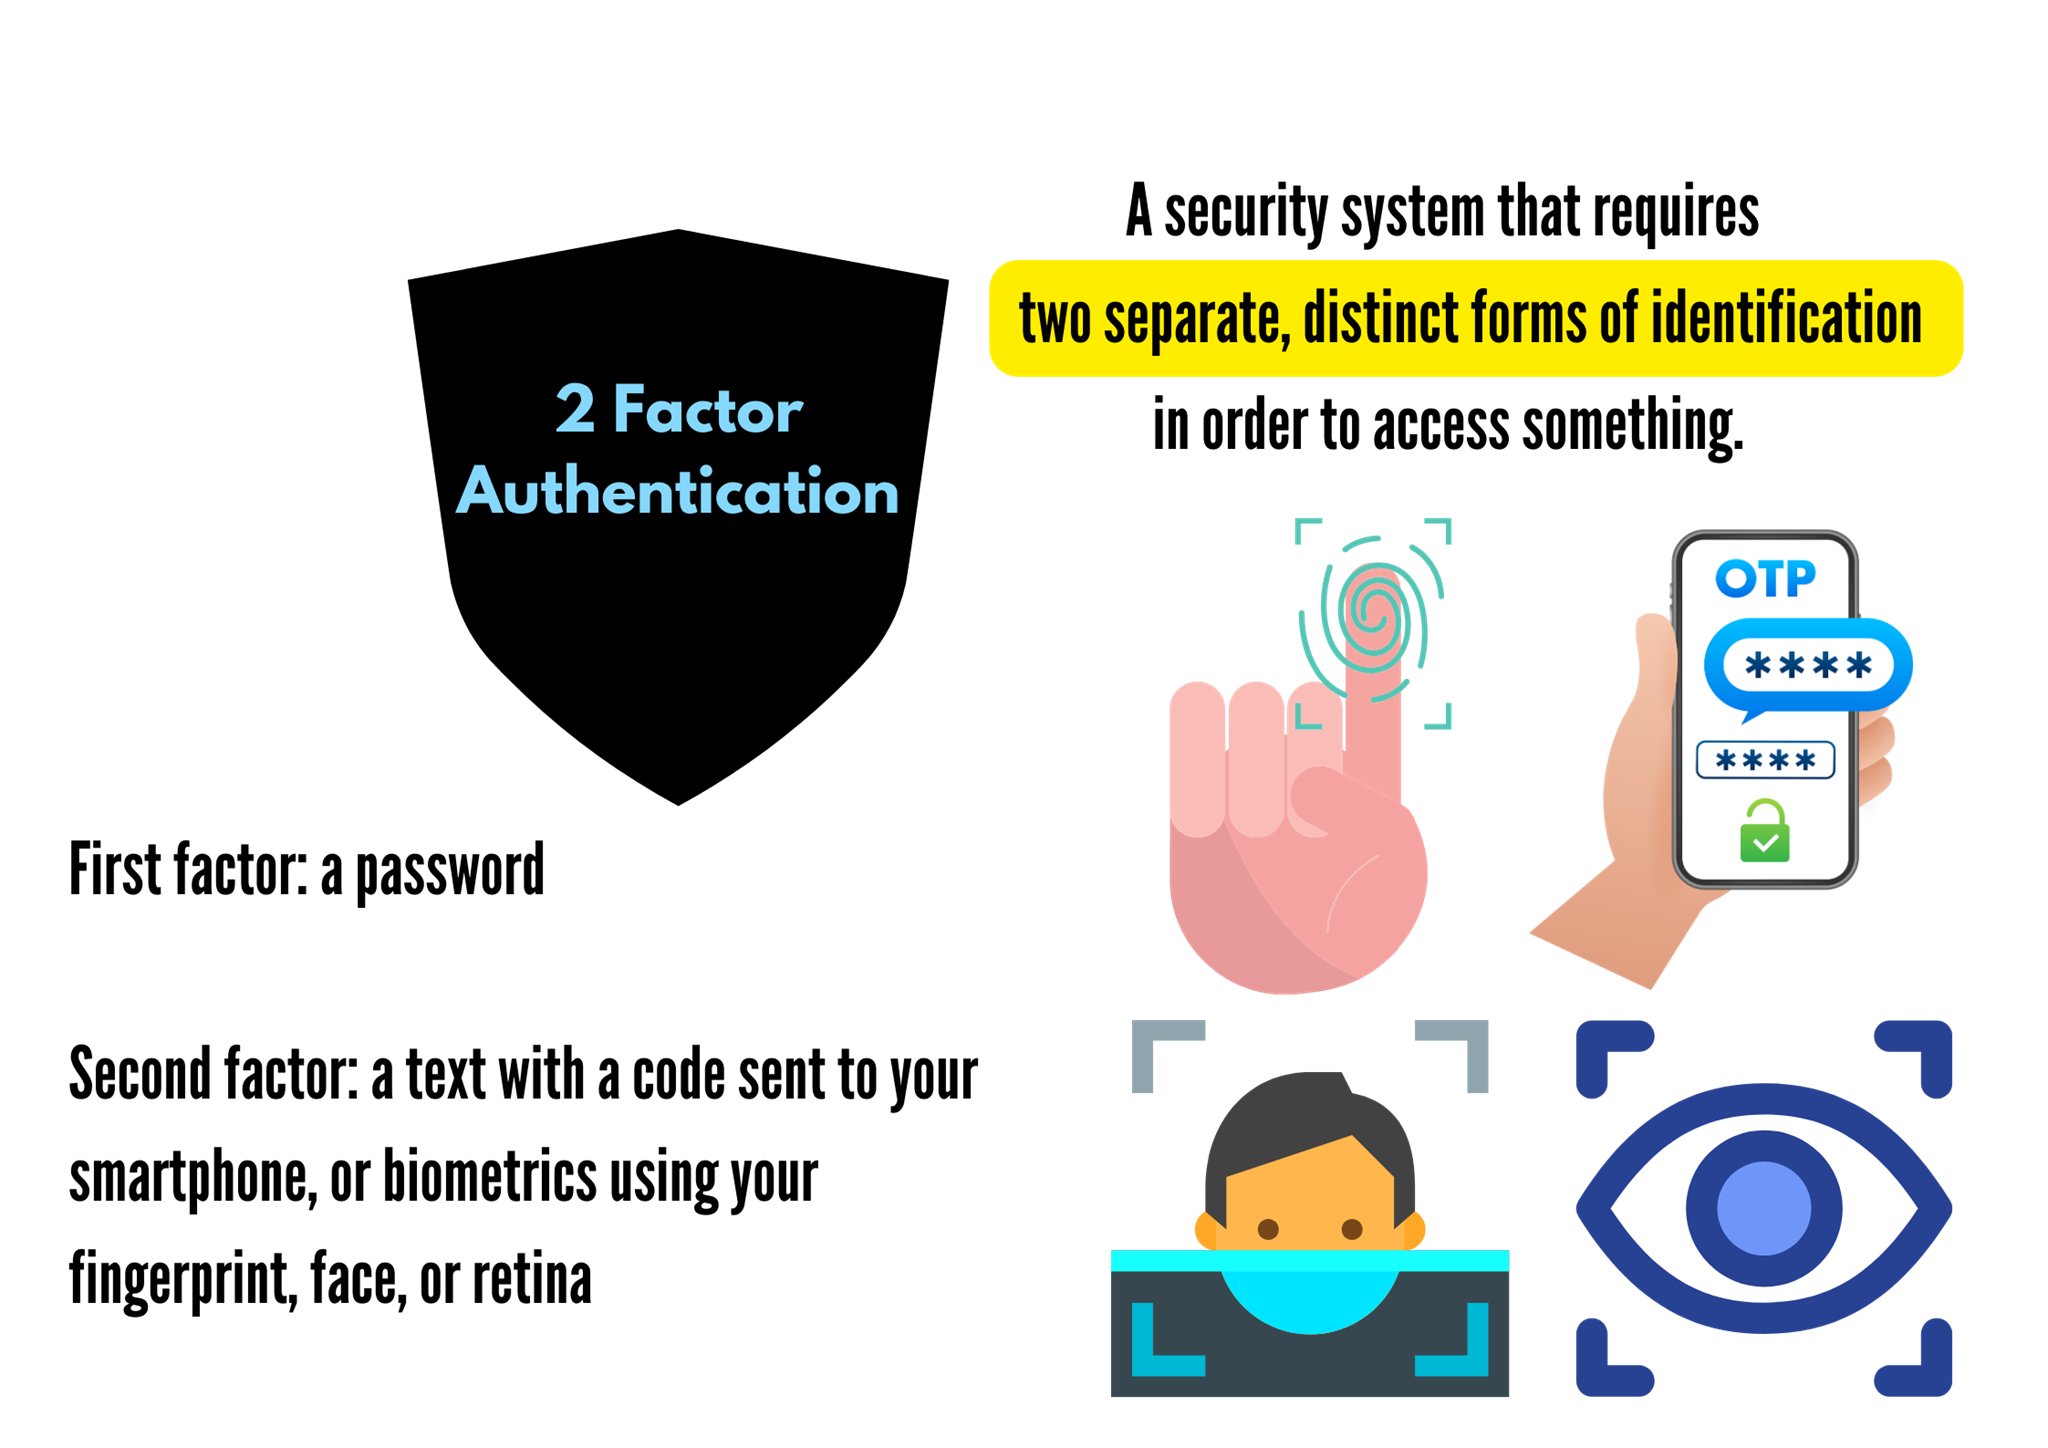 2 Factor
Authentication
A security system that requires
two separate, distinct forms of identification
in order to access something.
OTP
****
****
First factor: a password
Second factor: a text with a code sent to your
smartphone, or biometrics using your
fingerprint, face, or retina